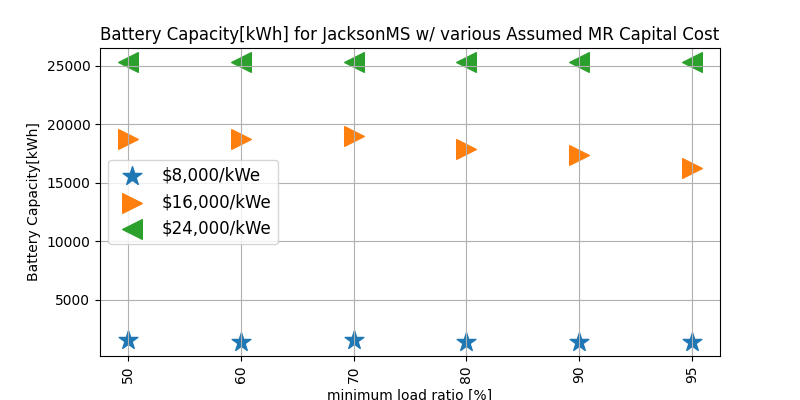 Battery Capacity[kWh] for JacksonMS w/ various Assumed MR Capital Cost
Battery Capacity[kWh]
25000
20000
15000
10000
5000
$8,000/kWe
$16,000/kWe
$24,000/kWe
50
60
70
80
90
95
minimum load ratio [%]